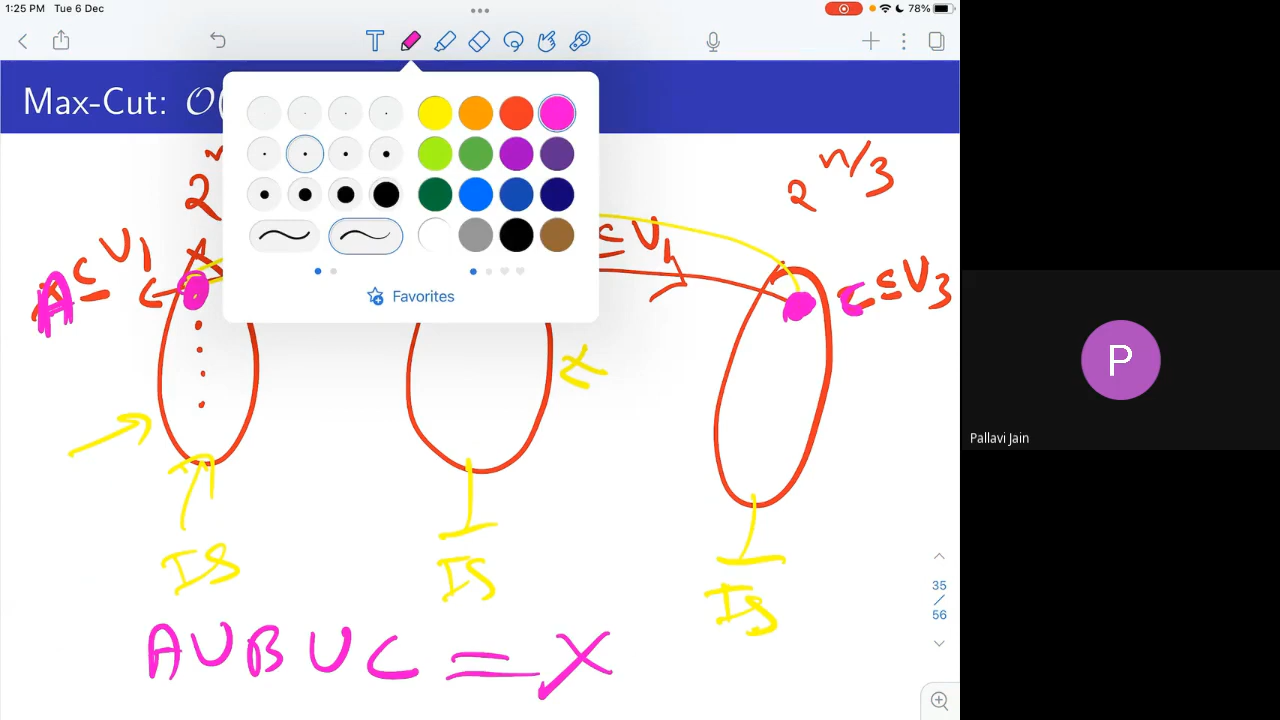 1:25 PM Tue 6 Dec
78%
Max-Cut: O(
2
2 n/3
A ⊆ V1
⊆ V
C ⊆ V3
Favorites
IS
IS
IS
A U B U C = X
35
/
56
P
Pallavi Jain